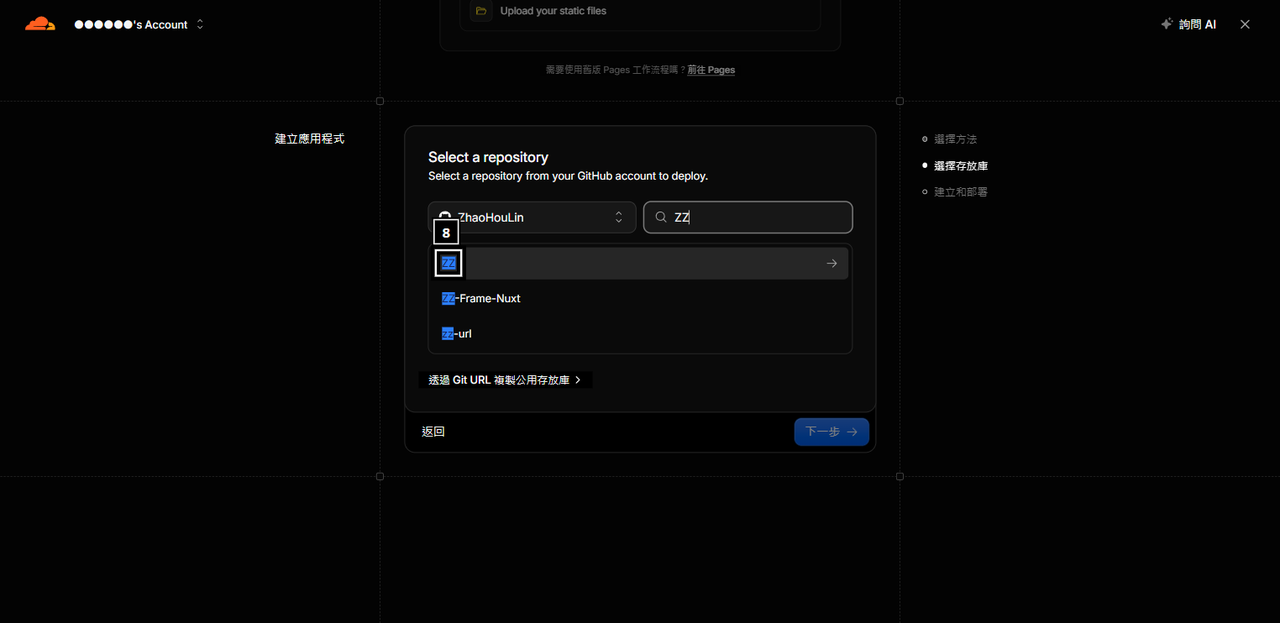 ●●●●●●'s Account
詢問 AI
Upload your static files
需要使用舊版 Pages 工作流程嗎？前往 Pages
建立應用程式
Select a repository
Select a repository from your GitHub account to deploy.
ZhaoHouLin
ZZ
8
ZZ
ZZ-Frame-Nuxt
zz-url
透過 Git URL 複製公用存放庫
返回
下一步
選擇方法
選擇存放庫
建立和部署